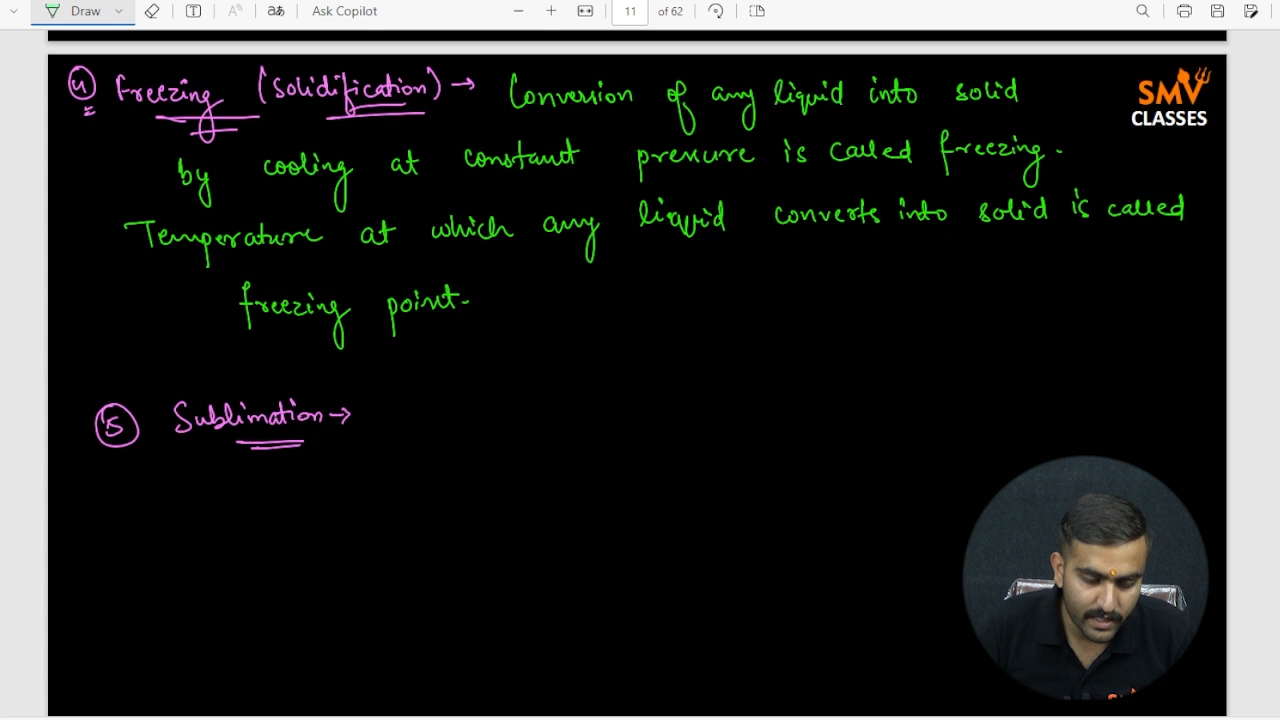 Draw
Ask Copilot
11 of 62
SMV
CLASSES
4 Freezing (Solidification) → Conversion of any liquid into solid
by cooling at constant pressure is called freezing.
Temperature at which any liquid converts into solid is called
freezing point.
5 Sublimation →